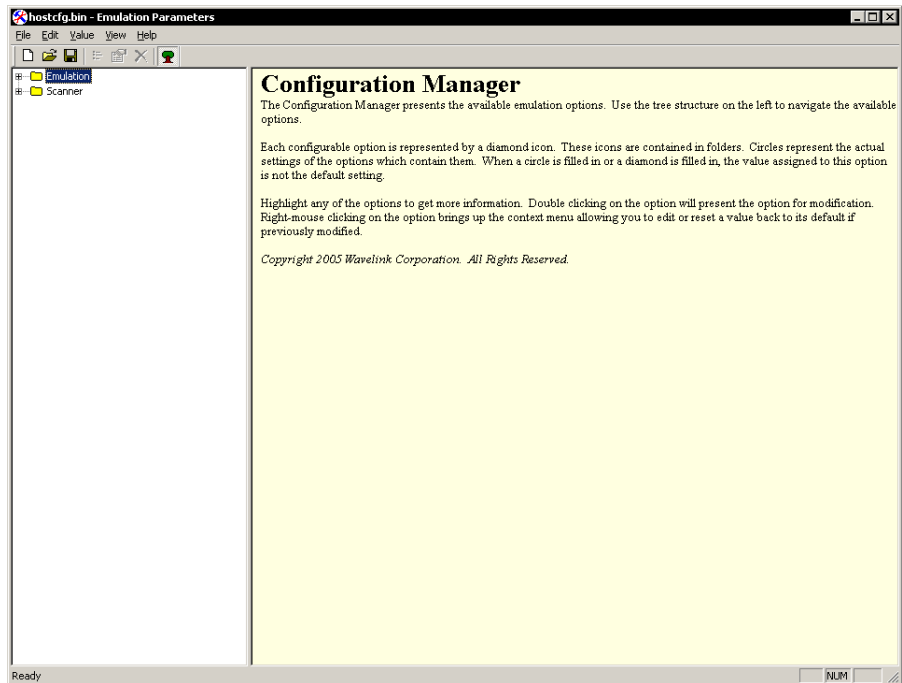 hostcfg.bin - Emulation Parameters
File Edit Value View Help
Emulation
Scanner
Configuration Manager
The Configuration Manager presents the available emulation options. Use the tree structure on the left to navigate the available
options.
Each configurable option is represented by a diamond icon. These icons are contained in folders. Circles represent the actual
settings of the options which contain them. When a circle is filled in or a diamond is filled in, the value assigned to this option
is not the default setting.
Highlight any of the options to get more information. Double clicking on the option will present the option for modification.
Right-mouse clicking on the option brings up the context menu allowing you to edit or reset a value back to its default if
previously modified.
Copyright 2005 Wavelink Corporation. All Rights Reserved.
Ready NUM